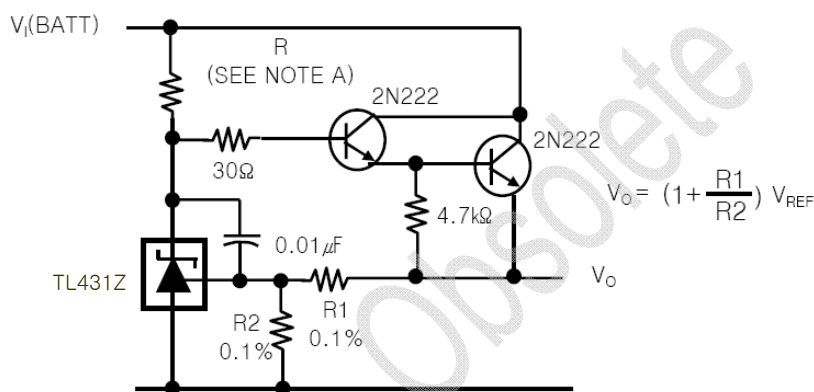 Vᵢ(BATT)
R
(SEE NOTE A)
2N222
2N222
30Ω
4.7kΩ
V_O = (1+ R1/R2) V_REF
0.01μF
TL431Z
R1
0.1%
R2
0.1%
V_O
Obsolete